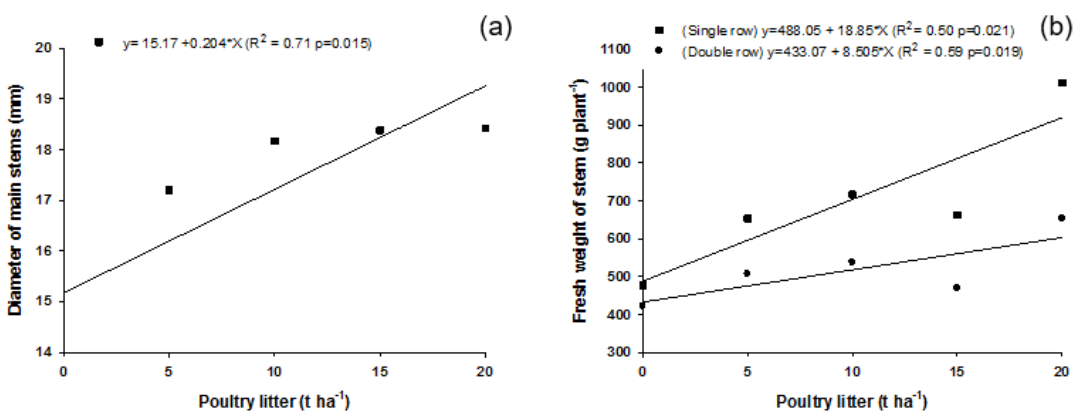 (a)
y= 15.17 +0.204*X (R² = 0.71 p=0.015)
20
19
18
17
16
15
14
Diameter of main stems (mm)
0 5 10 15 20
Poultry litter (t ha⁻¹)
(b)
(Single row) y=488.05 + 18.85*X (R² = 0.50 p=0.021)
(Double row) y=433.07 + 8.505*X (R² = 0.59 p=0.019)
1100
1000
900
800
700
600
500
400
300
Fresh weight of stem (g plant⁻¹)
0 5 10 15 20
Poultry litter (t ha⁻¹)